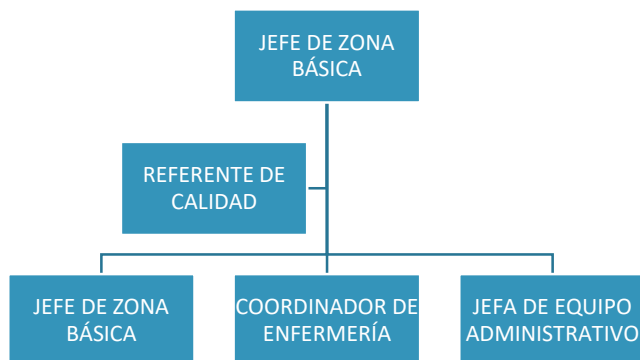 JEFE DE ZONA
BÁSICA
REFERENTE DE
CALIDAD
JEFE DE ZONA
BÁSICA
COORDINADOR DE
ENFERMERÍA
JEFA DE EQUIPO
ADMINISTRATIVO